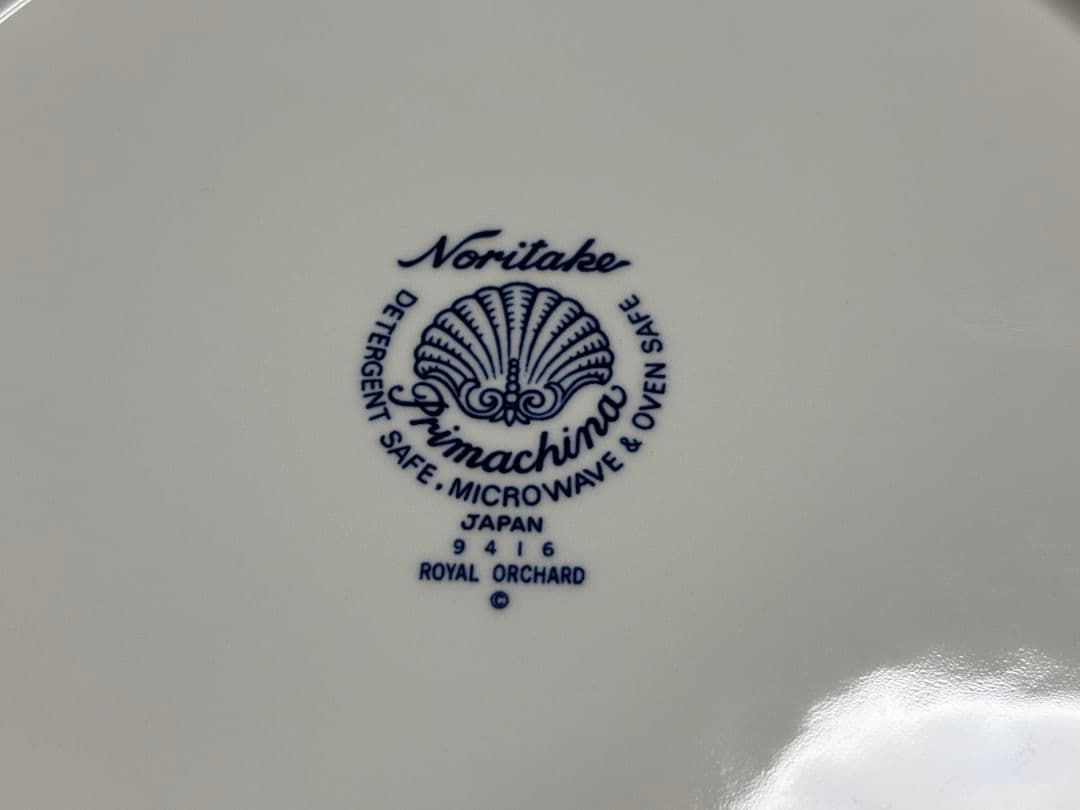 Noritake
Primachina
DETERGENT SAFE. MICROWAVE & OVEN SAFE
JAPAN
9416
ROYAL ORCHARD
©